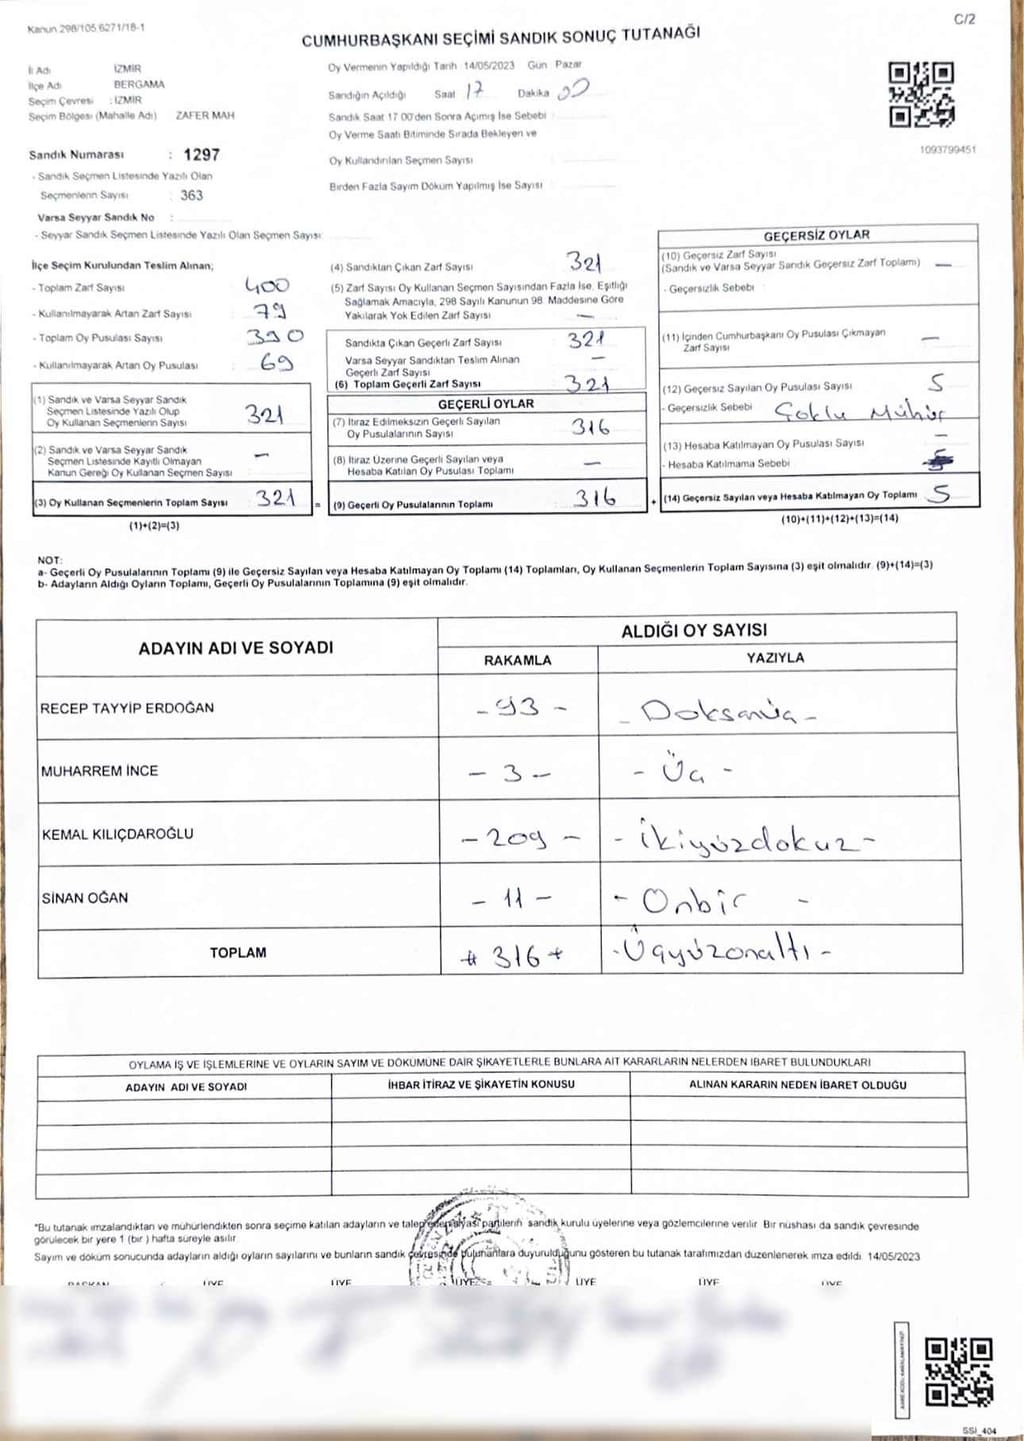 Kanun 298/105,6271/18-1
C/2
CUMHURBAŞKANI SEÇİMİ SANDIK SONUÇ TUTANAĞI
İl Adı İZMİR
İlçe Adı BERGAMA
Seçim Çevresi : İZMİR
Seçim Bölgesi (Mahalle Adı) ZAFER MAH
Sandık Numarası : 1297
- Sandık Seçmen Listesinde Yazılı Olan
Seçmenlerin Sayısı : 363
Varsa Seyyar Sandık No :
- Seyyar Sandık Seçmen Listesinde Yazılı Olan Seçmen Sayısı:
Oy Vermenin Yapıldığı Tarih 14/05/2023 Gün Pazar
Sandığın Açıldığı Saat 17 Dakika 00
Sandık Saat 17 00'den Sonra Açımış İse Sebebi
Oy Verme Saati Bitiminde Sırada Bekleyen ve
Oy Kullandırılan Seçmen Sayısı
Birden Fazla Sayım Döküm Yapılmış İse Sayısı
1093799451
İlçe Seçim Kurulundan Teslim Alınan;
- Toplam Zarf Sayısı 400
- Kullanılmayarak Artan Zarf Sayısı 79
- Toplam Oy Pusulası Sayısı 390
- Kullanılmayarak Artan Oy Pusulası 69
(1) Sandık ve Varsa Seyyar Sandık
Seçmen Listesinde Yazılı Olup
Oy Kullanan Seçmenlerin Sayısı 321
(2) Sandık ve Varsa Seyyar Sandık
Seçmen Listesinde Kayıtlı Olmayan
Kanun Gereği Oy Kullanan Seçmen Sayısı –
(3) Oy Kullanan Seçmenlerin Toplam Sayısı 321 =
(1)+(2)=(3)
(4) Sandıktan Çıkan Zarf Sayısı 321
(5) Zarf Sayısı Oy Kullanan Seçmen Sayısından Fazla İse, Eşitliği
Sağlamak Amacıyla, 298 Sayılı Kanunun 98. Maddesine Göre
Yakılarak Yok Edilen Zarf Sayısı –
Sandıkta Çıkan Geçerli Zarf Sayısı 321
Varsa Seyyar Sandıktan Teslim Alınan
Geçerli Zarf Sayısı –
(6) Toplam Geçerli Zarf Sayısı 321
GEÇERLİ OYLAR
(7) İtiraz Edilmeksizin Geçerli Sayılan
Oy Pusulalarının Sayısı 316
(8) İtiraz Üzerine Geçerli Sayılan veya
Hesaba Katılan Oy Pusulası Toplamı –
(9) Geçerli Oy Pusulalarının Toplamı 316 +
GEÇERSİZ OYLAR
(10) Geçersiz Zarf Sayısı
(Sandık ve Varsa Seyyar Sandık Geçersiz Zarf Toplamı) –
- Geçersizlik Sebebi
(11) İçinden Cumhurbaşkanı Oy Pusulası Çıkmayan
Zarf Sayısı –
(12) Geçersiz Sayılan Oy Pusulası Sayısı 5
- Geçersizlik Sebebi Çoklu Mühür
(13) Hesaba Katılmayan Oy Pusulası Sayısı –
- Hesaba Katılmama Sebebi
(14) Geçersiz Sayılan veya Hesaba Katılmayan Oy Toplamı 5
(10)+(11)+(12)+(13)=(14)
NOT:
a- Geçerli Oy Pusulalarının Toplamı (9) ile Geçersiz Sayılan veya Hesaba Katılmayan Oy Toplamı (14) Toplamları, Oy Kullanan Seçmenlerin Toplam Sayısına (3) eşit olmalıdır. (9)+(14)=(3)
b- Adayların Aldığı Oyların Toplamı, Geçerli Oy Pusulalarının Toplamına (9) eşit olmalıdır.
ADAYIN ADI VE SOYADI ALDIĞI OY SAYISI
RAKAMLA YAZIYLA
RECEP TAYYİP ERDOĞAN - 93 - - Doksanüç -
MUHARREM İNCE - 3 - - Üç -
KEMAL KILIÇDAROĞLU - 209 - - İkiyüzdokuz -
SİNAN OĞAN - 11 - - Onbir -
TOPLAM # 316 + - Üçyüzonaltı -
OYLAMA İŞ VE İŞLEMLERİNE VE OYLARIN SAYIM VE DÖKÜMÜNE DAİR ŞİKAYETLERLE BUNLARA AİT KARARLARIN NELERDEN İBARET BULUNDUKLARI
ADAYIN ADI VE SOYADI İHBAR İTİRAZ VE ŞİKAYETİN KONUSU ALINAN KARARIN NEDEN İBARET OLDUĞU
"Bu tutanak imzalandıktan ve mühürlendikten sonra seçime katılan adayların ve talep eden siyasi partilerin sandık kurulu üyelerine veya gözlemcilerine verilir. Bir nüshası da sandık çevresinde
görülecek bir yere 1 (bir) hafta süreyle asılır.
Sayım ve döküm sonucunda adayların aldığı oyların sayılarını ve bunların sandık çevresinde bulunanlara duyurulduğunu gösteren bu tutanak tarafımızdan düzenlenerek imza edildi. 14/05/2023
BAŞKAN ÜYE ÜYE ÜYE ÜYE ÜYE ÜYE
SSI_404